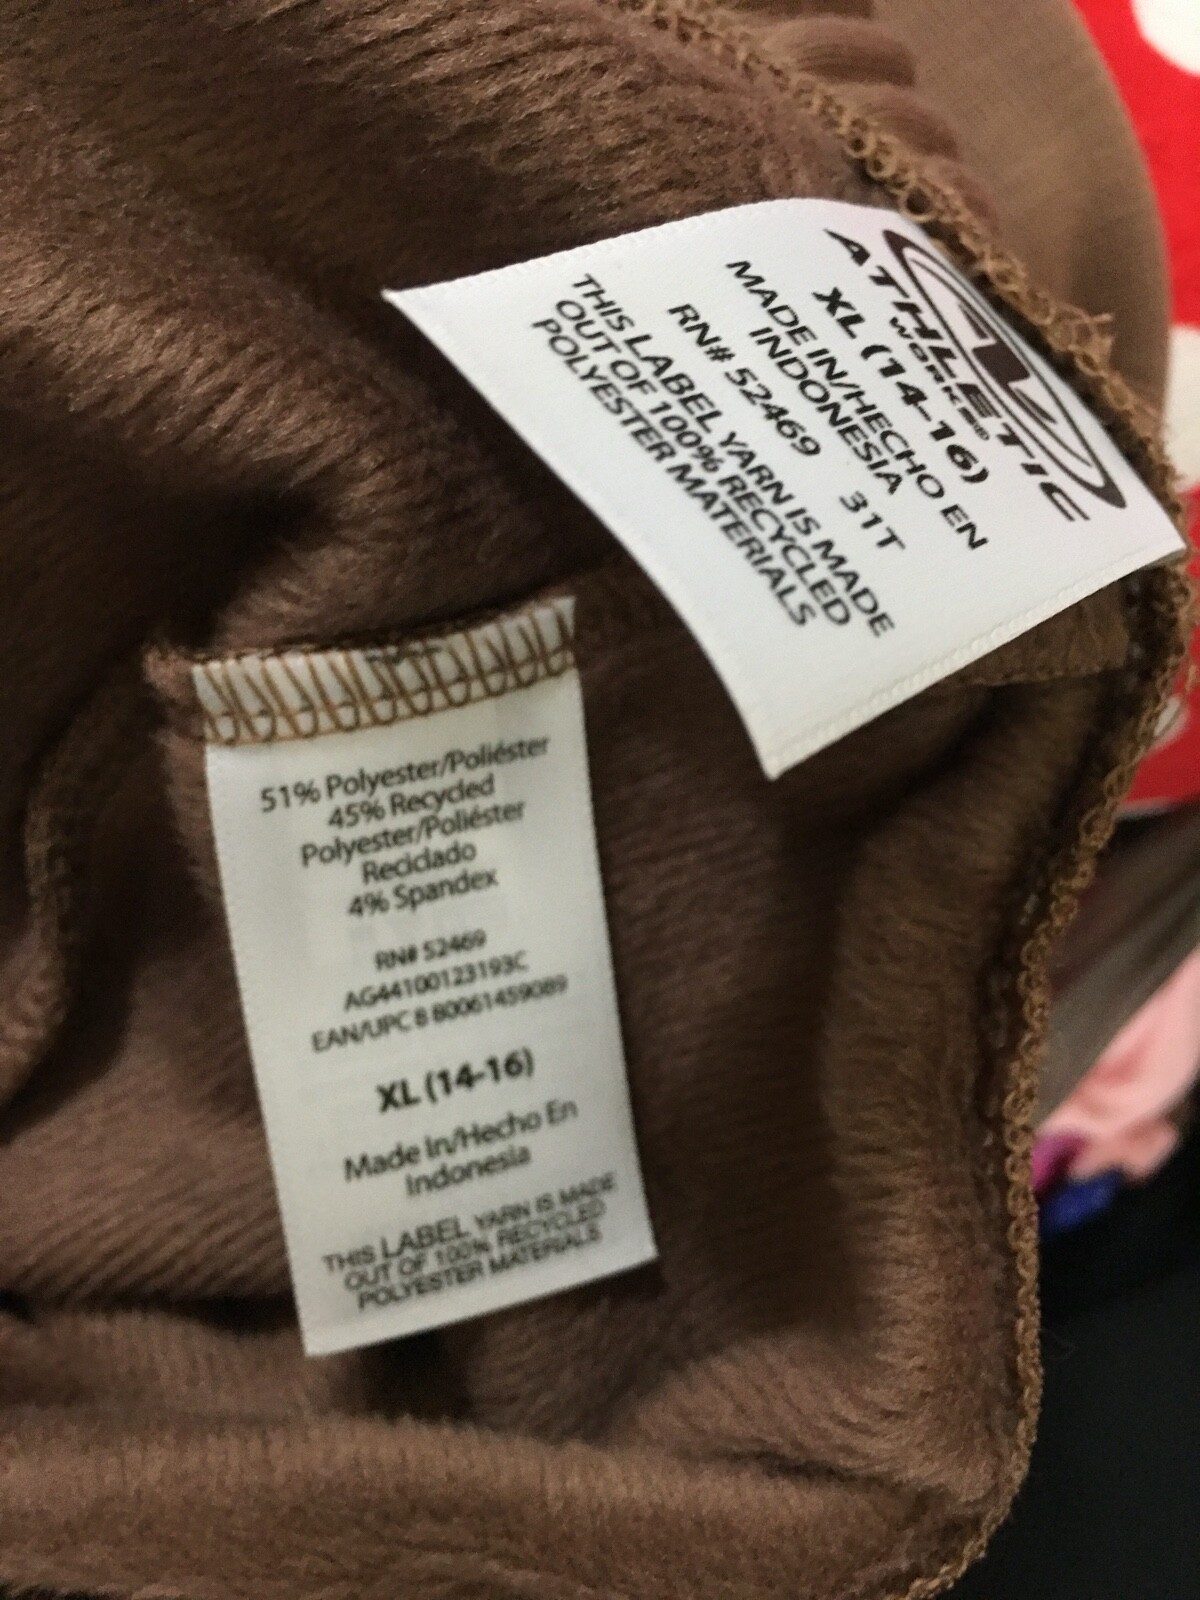 ATHLETIC
WORKS®
XL (14-16)
MADE IN/HECHO EN
INDONESIA
RN# 52469 31T
THIS LABEL YARN IS MADE
OUT OF 100% RECYCLED
POLYESTER MATERIALS
51% Polyester/Poliéster
45% Recycled
Polyester/Poliéster
Reciclado
4% Spandex
RN# 52469
AG44100123193C
EAN/UPC 8 80061459089
XL (14-16)
Made In/Hecho En
Indonesia
THIS LABEL YARN IS MADE
OUT OF 100% RECYCLED
POLYESTER MATERIALS